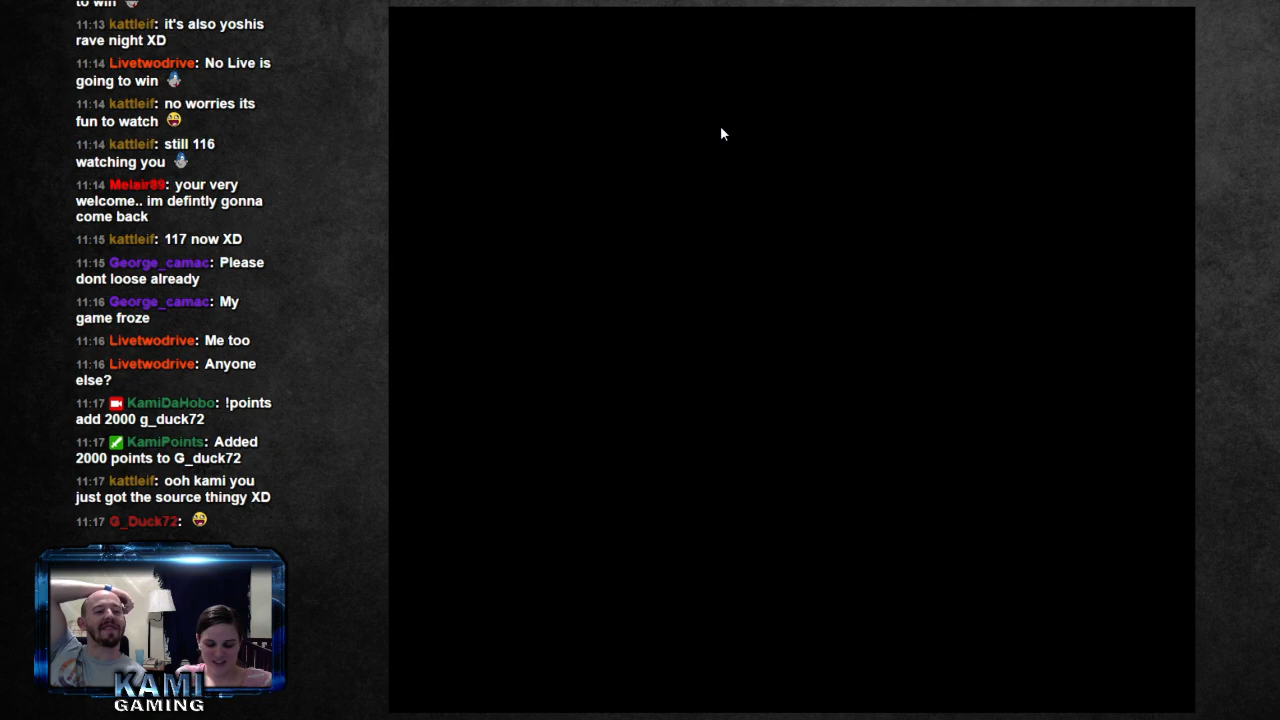 to win
11:13 kattleif: it's also yoshis
rave night XD
11:14 Livetwodrive: No Live is
going to win
11:14 kattleif: no worries its
fun to watch
11:14 kattleif: still 116
watching you
11:14 Melair89: your very
welcome.. im defintly gonna
come back
11:15 kattleif: 117 now XD
11:15 George_camac: Please
dont loose already
11:16 George_camac: My
game froze
11:16 Livetwodrive: Me too
11:16 Livetwodrive: Anyone
else?
11:17 KamiDaHobo: !points
add 2000 g_duck72
11:17 KamiPoints: Added
2000 points to G_duck72
11:17 kattleif: ooh kami you
just got the source thingy XD
11:17 G_Duck72:
KAMI
GAMING